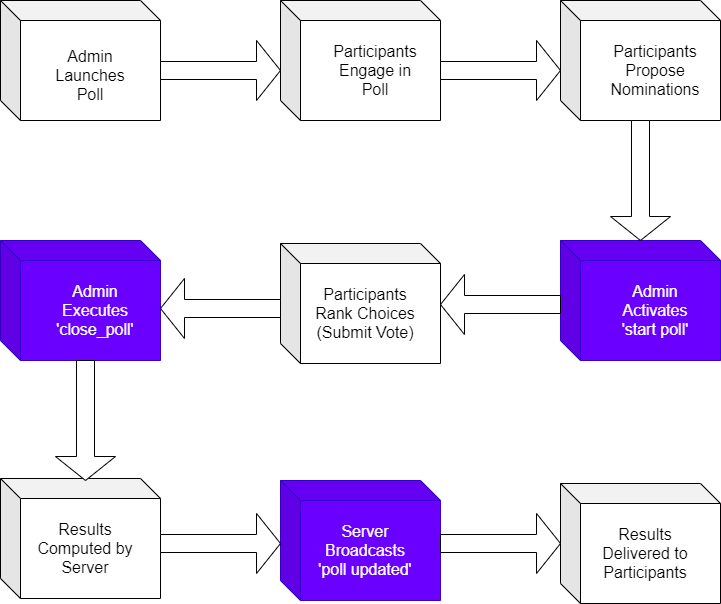 Admin
Launches
Poll
Participants
Engage in
Poll
Participants
Propose
Nominations
Admin
Executes
'close_poll'
Participants
Rank Choices
(Submit Vote)
Admin
Activates
'start poll'
Results
Computed by
Server
Server
Broadcasts
'poll updated'
Results
Delivered to
Participants